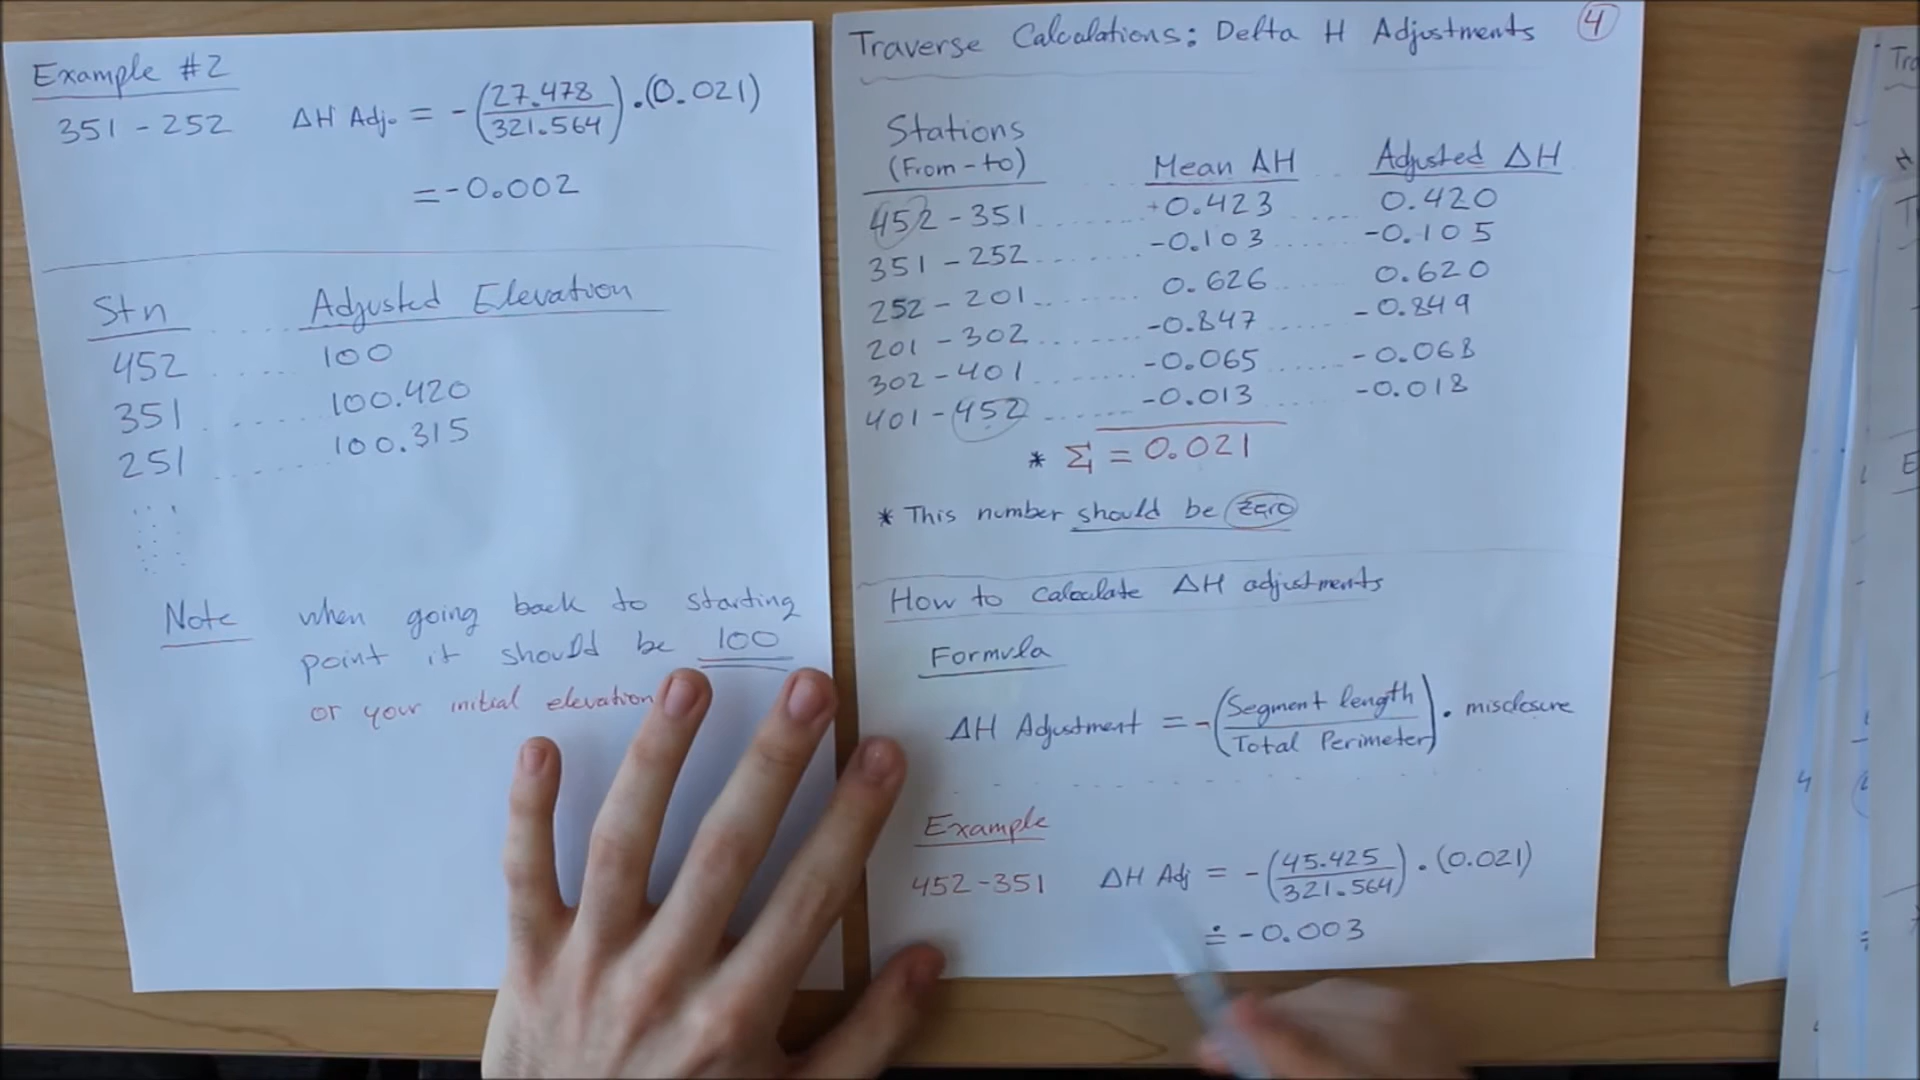 Example #2
351 - 252 ΔH Adj. = -(27.478/321.564) . (0.021)
= -0.002
Stn Adjusted Elevation
452 100
351 100.420
251 100.315
Note when going back to starting
point it should be 100
or your initial elevation
Traverse Calculations: Delta H Adjustments 4
Stations
(From - to) Mean ΔH Adjusted ΔH
452 - 351 +0.423 0.420
351 - 252 -0.103 -0.105
252 - 201 0.626 0.620
201 - 302 -0.847 -0.849
302 - 401 -0.065 -0.068
401 - 452 -0.013 -0.018
* Σ = 0.021
* This number should be zero
How to calculate ΔH adjustments
Formula
ΔH Adjustment = -(Segment length/Total Perimeter) . misclosure
Example
452 - 351 ΔH Adj = -(45.425/321.564) . (0.021)
≐ -0.003